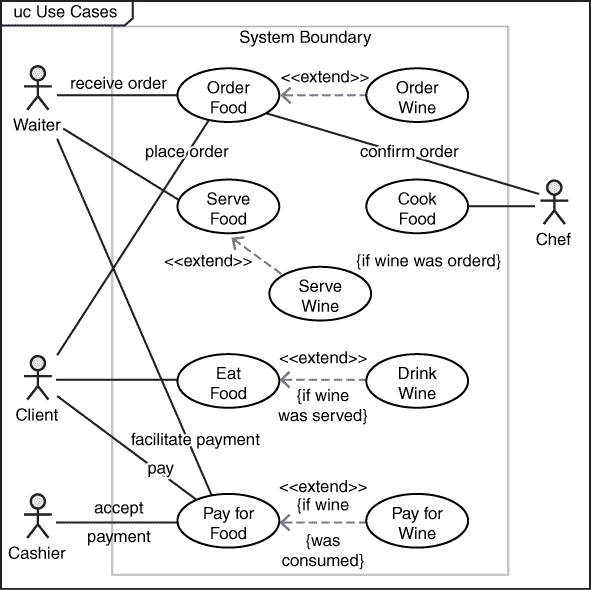 uc Use Cases
System Boundary
receive order
Order
Food
<<extend>>
Order
Wine
Waiter
place order
confirm order
Serve
Food
Cook
Food
Chef
<<extend>>
{if wine was orderd}
Serve
Wine
Client
Eat
Food
<<extend>>
{if wine
was served}
Drink
Wine
facilitate payment
pay
Cashier
accept
payment
Pay for
Food
<<extend>>
{if wine
{was
consumed}
Pay for
Wine